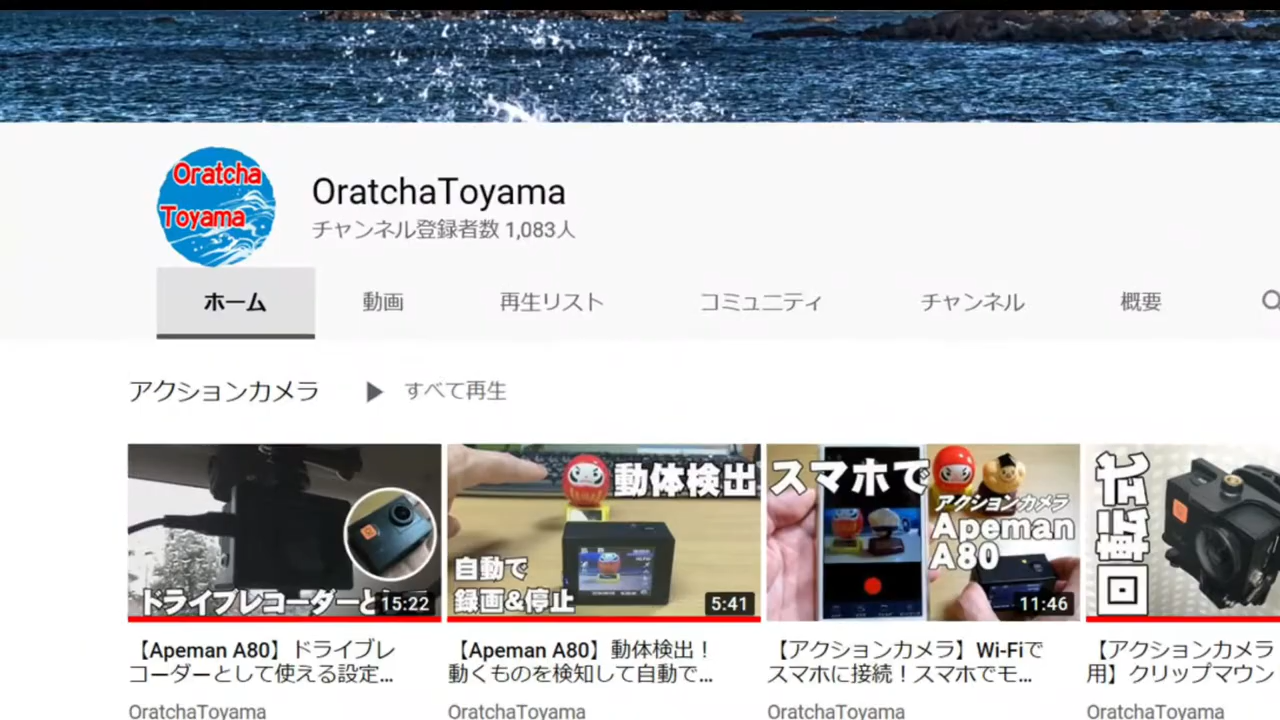 Oratcha
Toyama
OratchaToyama
チャンネル登録者数 1,083人
ホーム
動画
再生リスト
コミュニティ
チャンネル
概要
アクションカメラ
すべて再生
ドライブレコーダーと
15:22
動体検出
自動で
録画&停止
5:41
スマホで
アクションカメラ
Apeman
A80
11:46
回転式
【Apeman A80】ドライブレ
コーダーとして使える設定...
OratchaToyama
【Apeman A80】動体検出！
動くものを検知して自動で...
OratchaToyama
【アクションカメラ】Wi-Fiで
スマホに接続！スマホでモ...
OratchaToyama
【アクションカメラ
用】クリップマウン
OratchaToyama